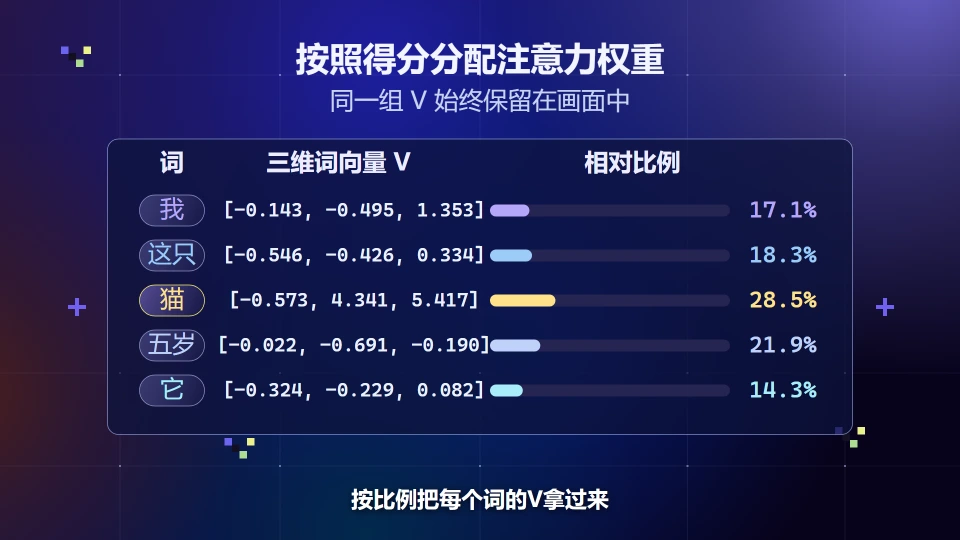 按照得分分配注意力权重
同一组 V 始终保留在画面中
词 三维词向量 V 相对比例
我 [-0.143, -0.495, 1.353] 17.1%
这只 [-0.546, -0.426, 0.334] 18.3%
猫 [-0.573, 4.341, 5.417] 28.5%
五岁 [-0.022, -0.691, -0.190] 21.9%
它 [-0.324, -0.229, 0.082] 14.3%
按比例把每个词的V拿过来